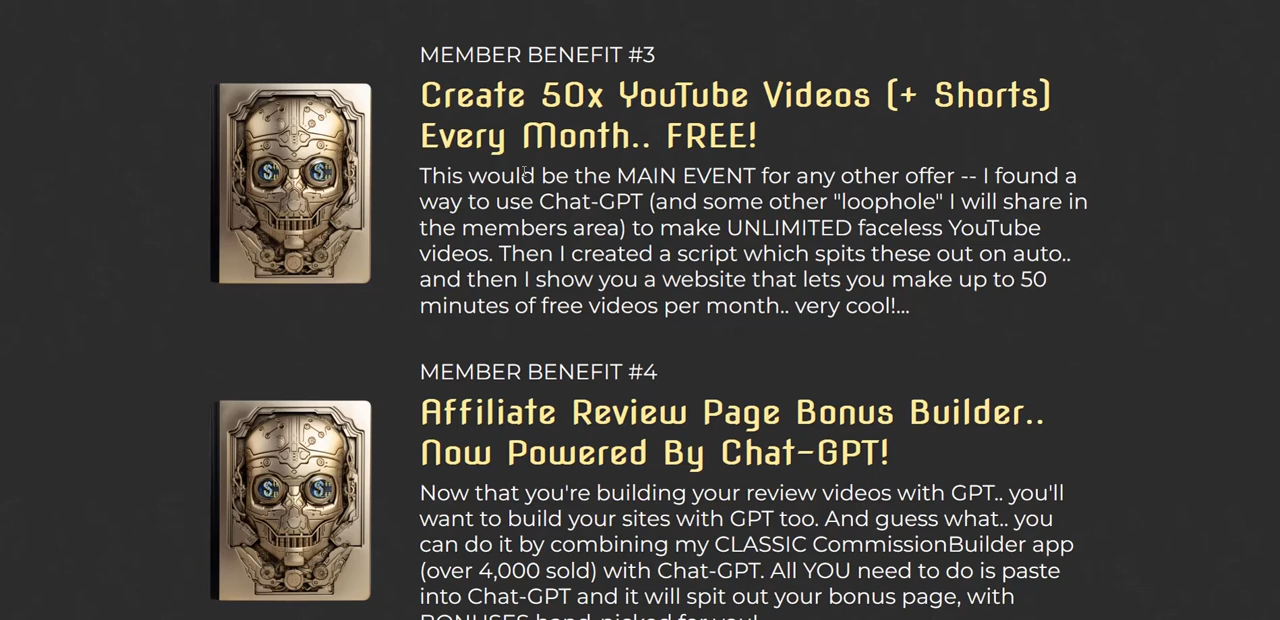 MEMBER BENEFIT #3
Create 50x YouTube Videos (+ Shorts)
Every Month.. FREE!
This would be the MAIN EVENT for any other offer -- I found a
way to use Chat-GPT (and some other "loophole" I will share in
the members area) to make UNLIMITED faceless YouTube
videos. Then I created a script which spits these out on auto..
and then I show you a website that lets you make up to 50
minutes of free videos per month.. very cool!...
MEMBER BENEFIT #4
Affiliate Review Page Bonus Builder..
Now Powered By Chat-GPT!
Now that you're building your review videos with GPT.. you'll
want to build your sites with GPT too. And guess what.. you
can do it by combining my CLASSIC CommissionBuilder app
(over 4,000 sold) with Chat-GPT. All YOU need to do is paste
into Chat-GPT and it will spit out your bonus page, with
BONUSES hand-picked for you!